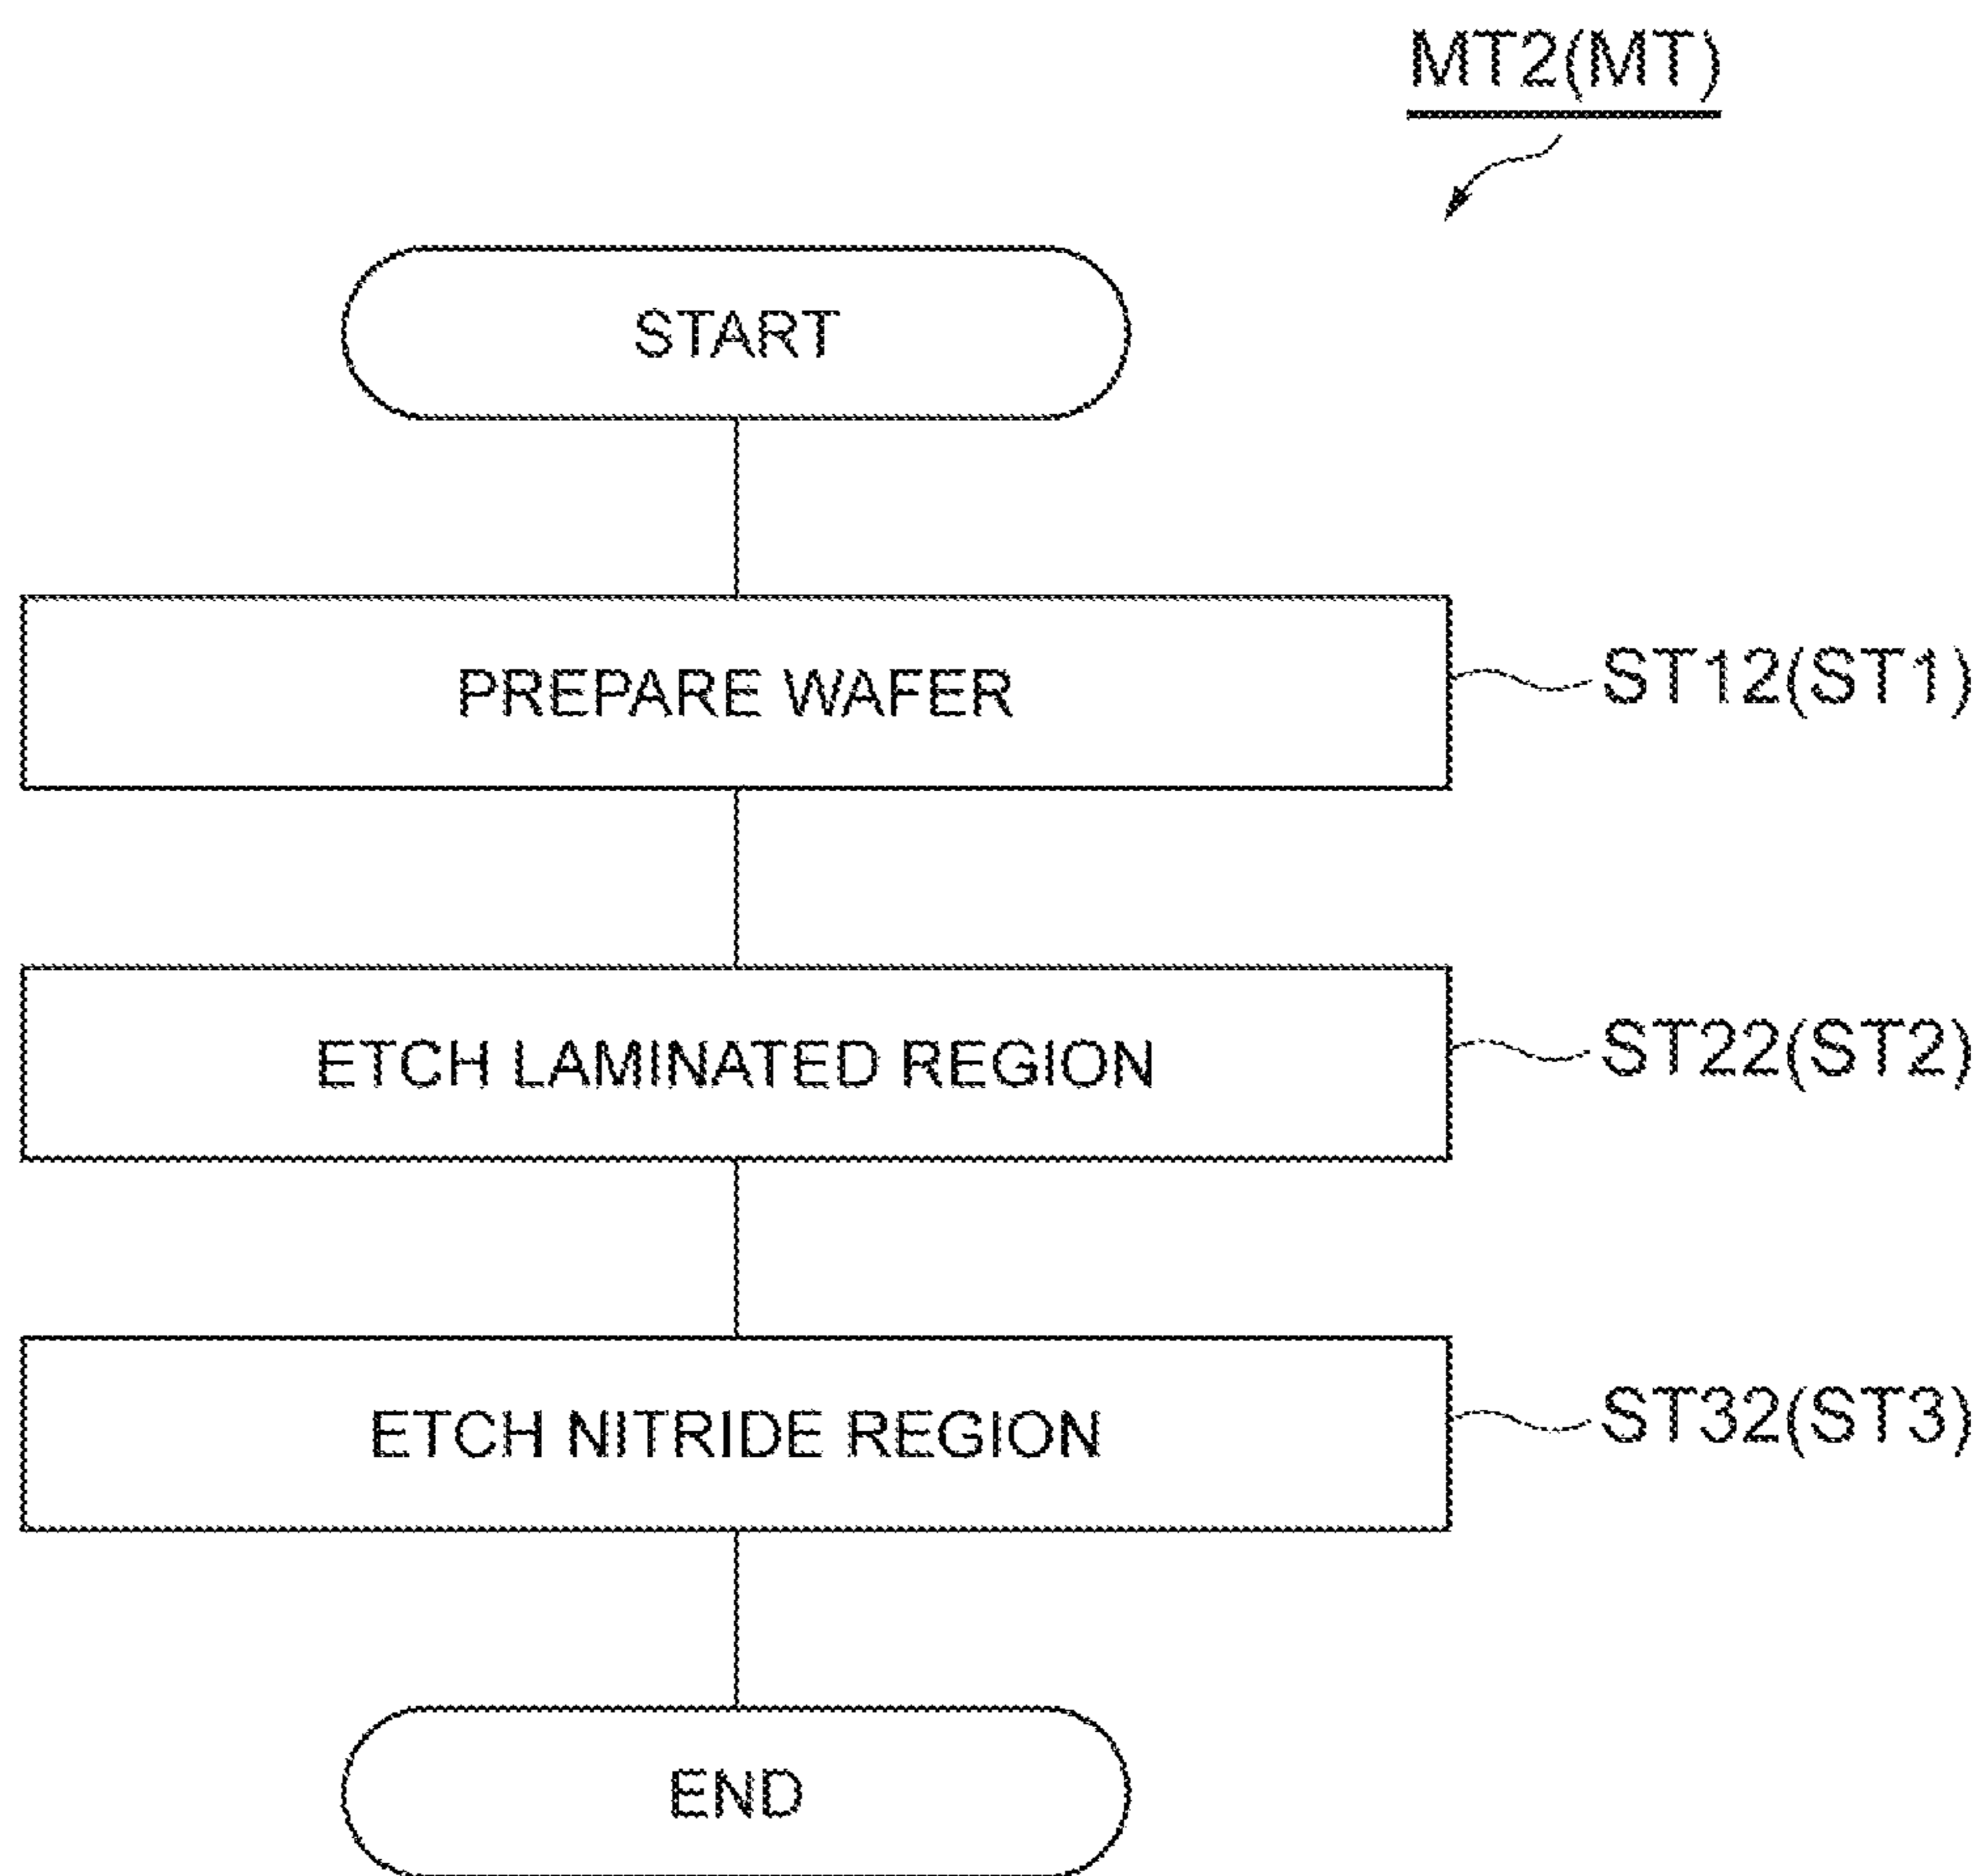 MT2(MT)
START
PREPARE WAFER
ST12(ST1)
ETCH LAMINATED REGION
ST22(ST2)
ETCH NITRIDE REGION
ST32(ST3)
END